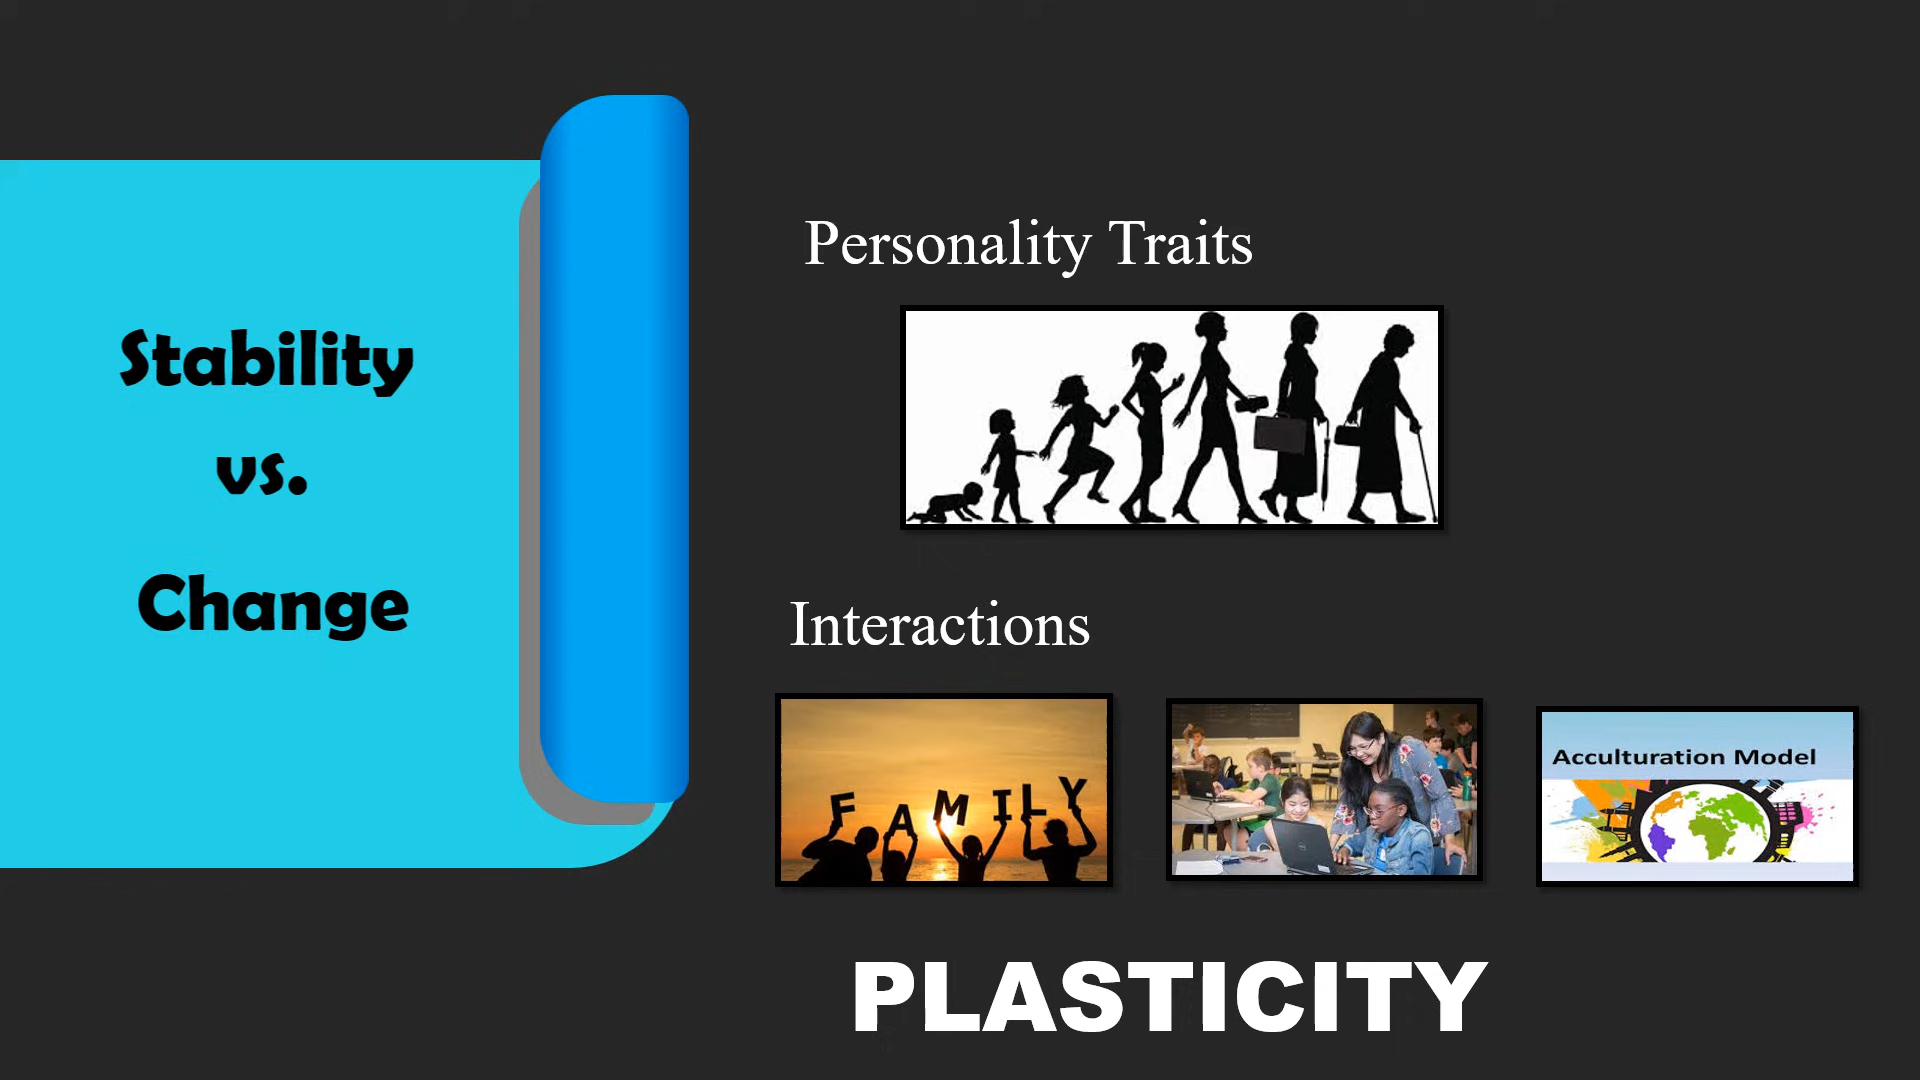 Stability
vs.
Change
Personality Traits
Interactions
FAMILY
Acculturation Model
PLASTICITY